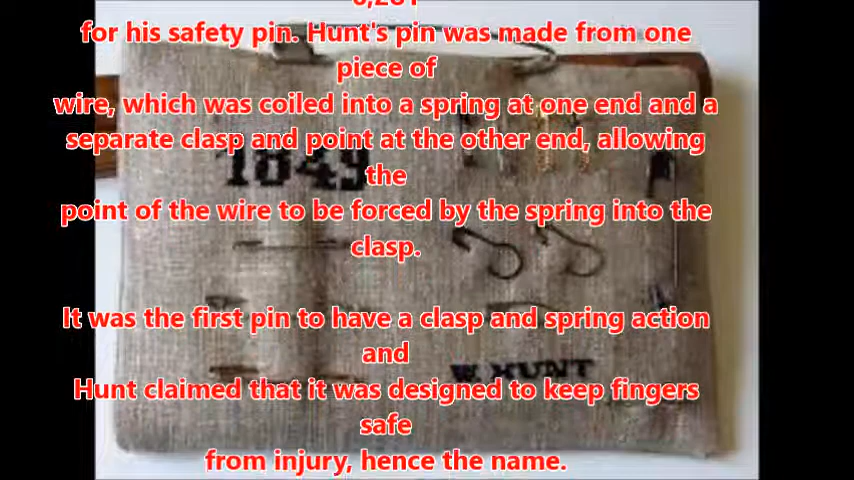 6,281
for his safety pin. Hunt's pin was made from one
piece of
wire, which was coiled into a spring at one end and a
separate clasp and point at the other end, allowing
the
point of the wire to be forced by the spring into the
clasp.
It was the first pin to have a clasp and spring action
and
Hunt claimed that it was designed to keep fingers
safe
from injury, hence the name.
1849
W. HUNT